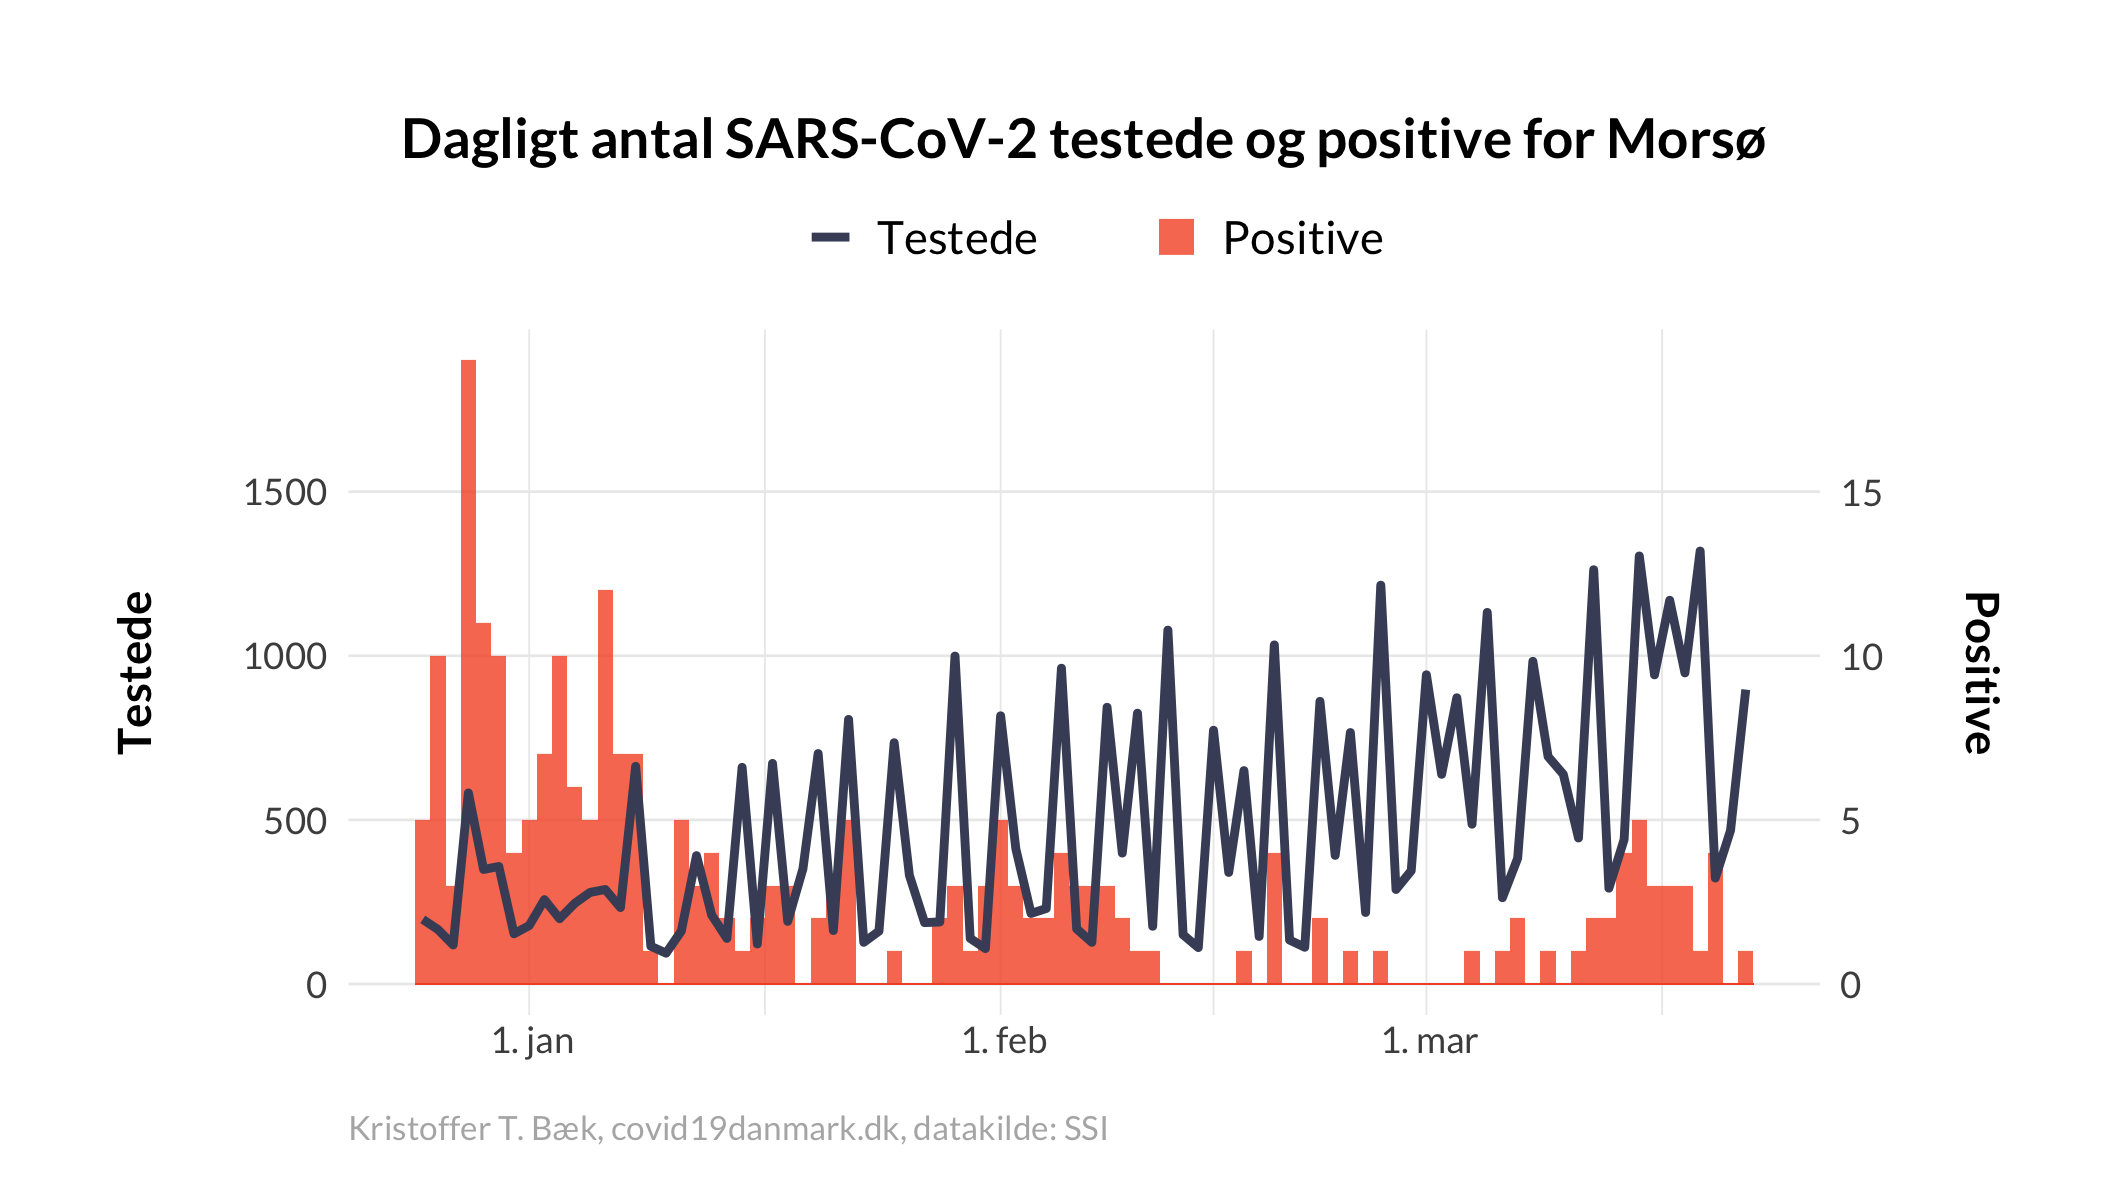 Dagligt antal SARS-CoV-2 testede og positive for Morsø
Testede Positive
1500 15
1000 10
500 5
0 0
Testede
Positive
1. jan 1. feb 1. mar
Kristoffer T. Bæk, covid19danmark.dk, datakilde: SSI